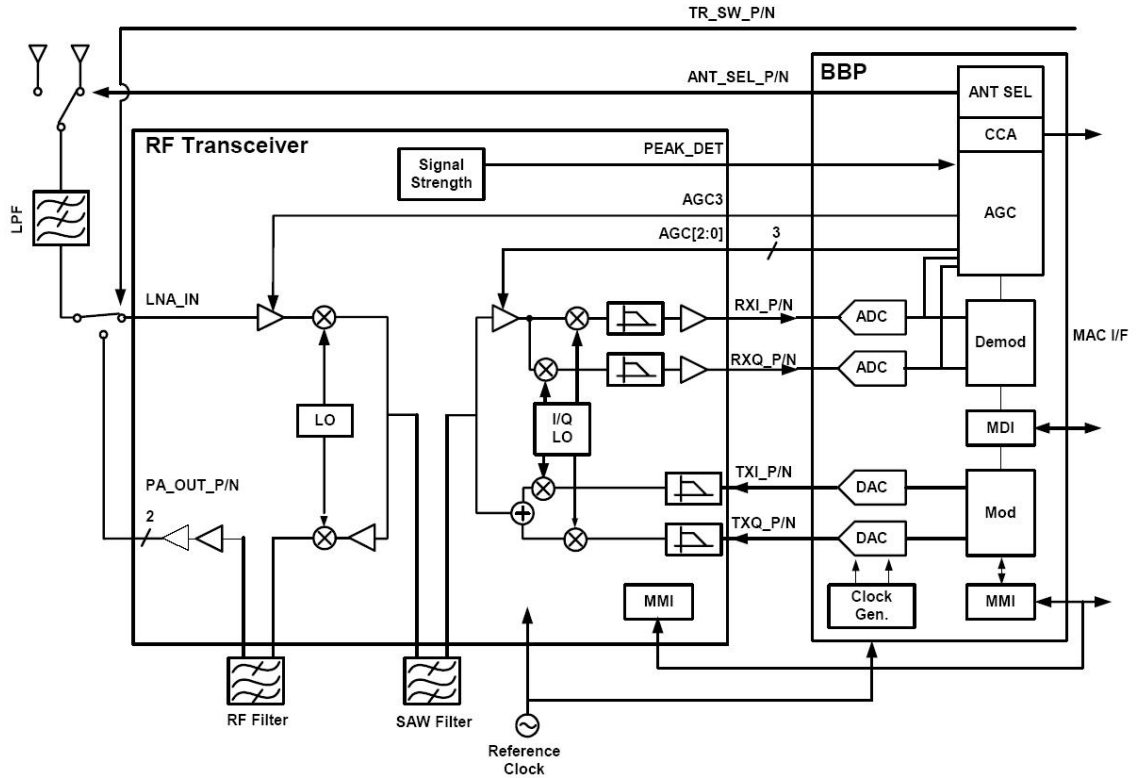 TR_SW_P/N
BBP
ANT_SEL_P/N
ANT SEL
RF Transceiver
CCA
PEAK_DET
Signal
Strength
AGC3
AGC
LPF
AGC[2:0]
3
LNA_IN
RXI_P/N
ADC
Demod
MAC I/F
RXQ_P/N
ADC
LO
I/Q
LO
MDI
PA_OUT_P/N
TXI_P/N
DAC
Mod
2
TXQ_P/N
DAC
MMI
Clock
Gen.
MMI
RF Filter
SAW Filter
Reference
Clock